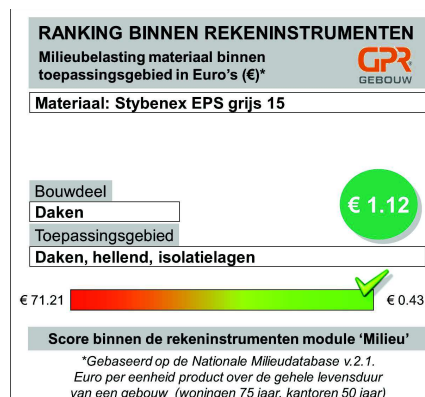 RANKING BINNEN REKENINSTRUMENTEN
Milieubelasting materiaal binnen
toepassingsgebied in Euro's (€)*
GPR
GEBOUW
Materiaal: Stybenex EPS grijs 15
Bouwdeel
Daken
€ 1.12
Toepassingsgebied
Daken, hellend, isolatielagen
€ 71.21
€ 0.43
Score binnen de rekeninstrumenten module 'Milieu'
*Gebaseerd op de Nationale Milieudatabase v.2.1.
Euro per eenheid product over de gehele levensduur
van een gebouw (woningen 75 jaar, kantoren 50 jaar)